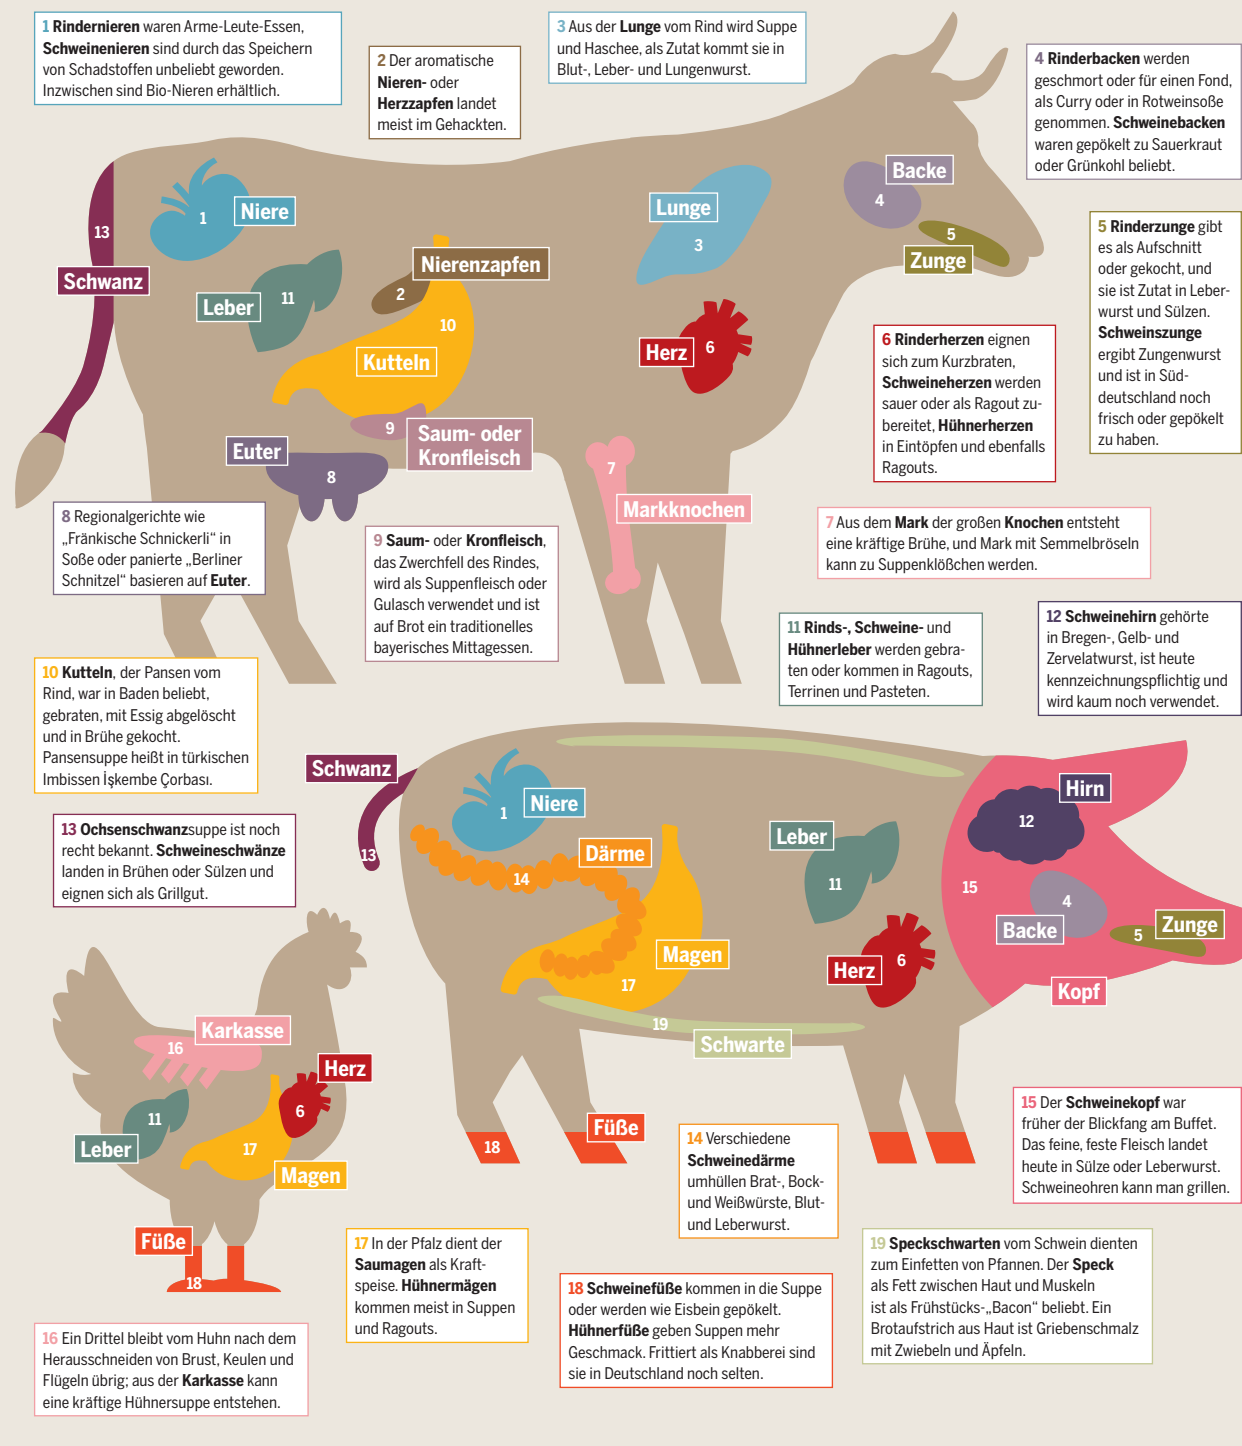 1 Rindernieren waren Arme-Leute-Essen,
Schweinenieren sind durch das Speichern
von Schadstoffen unbeliebt geworden.
Inzwischen sind Bio-Nieren erhältlich.
2 Der aromatische
Nieren- oder
Herzzapfen landet
meist im Gehackten.
3 Aus der Lunge vom Rind wird Suppe
und Haschee, als Zutat kommt sie in
Blut-, Leber- und Lungenwurst.
4 Rinderbacken werden
geschmort oder für einen Fond,
als Curry oder in Rotweinsoße
genommen. Schweinebacken
waren gepökelt zu Sauerkraut
oder Grünkohl beliebt.
5 Rinderzunge gibt
es als Aufschnitt
oder gekocht, und
sie ist Zutat in Leber-
wurst und Sülzen.
Schweinszunge
ergibt Zungenwurst
und ist in Süd-
deutschland noch
frisch oder gepökelt
zu haben.
13
Schwanz
1
Niere
Leber
11
Nierenzapfen
2
10
Kutteln
Lunge
3
Backe
4
5
Zunge
Herz
6
9
Saum- oder
Kronfleisch
Euter
8
7
Markknochen
6 Rinderherzen eignen
sich zum Kurzbraten,
Schweineherzen werden
sauer oder als Ragout zu-
bereitet, Hühnerherzen
in Eintöpfen und ebenfalls
Ragouts.
7 Aus dem Mark der großen Knochen entsteht
eine kräftige Brühe, und Mark mit Semmelbröseln
kann zu Suppenklößchen werden.
8 Regionalgerichte wie
„Fränkische Schnickerli“ in
Soße oder panierte „Berliner
Schnitzel“ basieren auf Euter.
9 Saum- oder Kronfleisch,
das Zwerchfell des Rindes,
wird als Suppenfleisch oder
Gulasch verwendet und ist
auf Brot ein traditionelles
bayerisches Mittagessen.
10 Kutteln, der Pansen vom
Rind, war in Baden beliebt,
gebraten, mit Essig abgelöscht
und in Brühe gekocht.
Pansensuppe heißt in türkischen
Imbissen İşkembe Çorbası.
11 Rinds-, Schweine- und
Hühnerleber werden gebra-
ten oder kommen in Ragouts,
Terrinen und Pasteten.
12 Schweinehirn gehörte
in Bregen-, Gelb- und
Zervelatwurst, ist heute
kennzeichnungspflichtig und
wird kaum noch verwendet.
13 Ochsenschwanzsuppe ist noch
recht bekannt. Schweineschwänze
landen in Brühen oder Sülzen und
eignen sich als Grillgut.
Schwanz
13
1
Niere
Därme
14
Magen
17
Leber
11
Herz
6
15
Hirn
12
4
Backe
5
Zunge
Kopf
19
Schwarte
Füße
18
Karkasse
16
Herz
6
11
Leber
17
Magen
Füße
18
14 Verschiedene
Schweinedärme
umhüllen Brat-, Bock-
und Weißwürste, Blut-
und Leberwurst.
15 Der Schweinekopf war
früher der Blickfang am Buffet.
Das feine, feste Fleisch landet
heute in Sülze oder Leberwurst.
Schweineohren kann man grillen.
16 Ein Drittel bleibt vom Huhn nach dem
Herausschneiden von Brust, Keulen und
Flügeln übrig; aus der Karkasse kann
eine kräftige Hühnersuppe entstehen.
17 In der Pfalz dient der
Saumagen als Kraft-
speise. Hühnermägen
kommen meist in Suppen
und Ragouts.
18 Schweinefüße kommen in die Suppe
oder werden wie Eisbein gepökelt.
Hühnerfüße geben Suppen mehr
Geschmack. Frittiert als Knabberei sind
sie in Deutschland noch selten.
19 Speckschwarten vom Schwein dienten
zum Einfetten von Pfannen. Der Speck
als Fett zwischen Haut und Muskeln
ist als Frühstücks-„Bacon“ beliebt. Ein
Brotaufstrich aus Haut ist Griebenschmalz
mit Zwiebeln und Äpfeln.